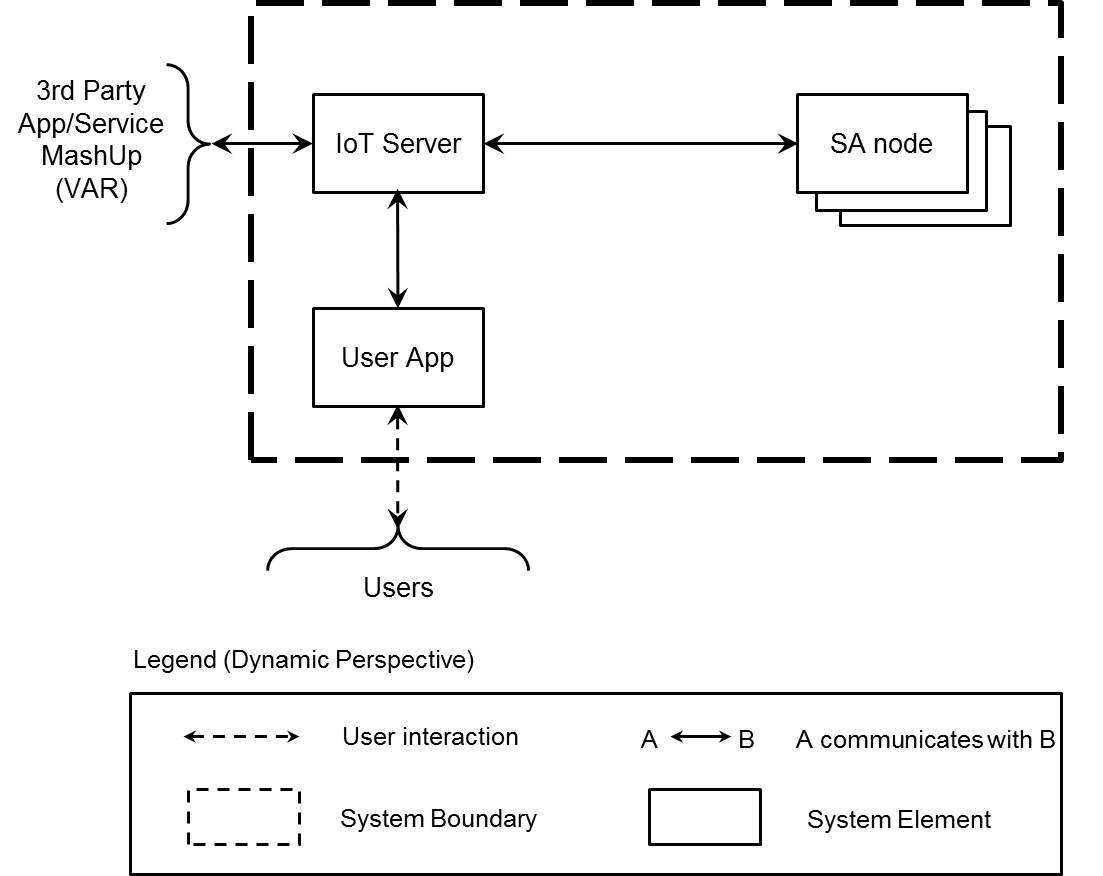 3rd Party
App/Service
MashUp
(VAR)
IoT Server
SA node
User App
Users
Legend (Dynamic Perspective)
User interaction
A B A communicates with B
System Boundary
System Element